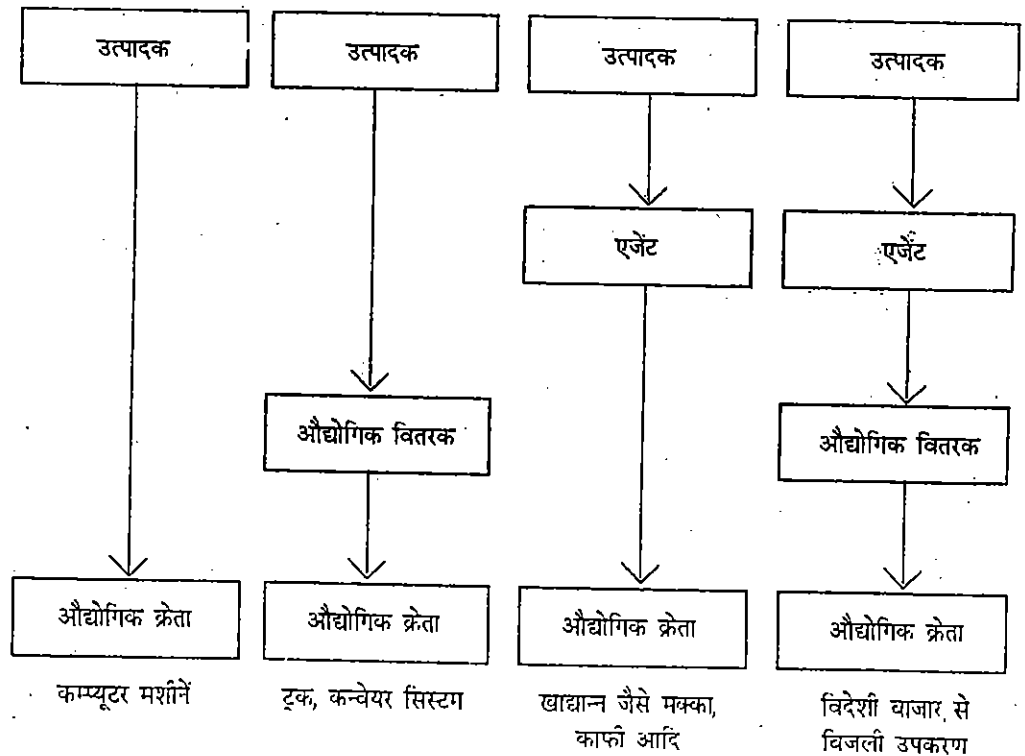 उत्पादक
उत्पादक
उत्पादक
उत्पादक
एजेंट
एजेंट
औद्योगिक वितरक
औद्योगिक वितरक
औद्योगिक क्रेता
औद्योगिक क्रेता
औद्योगिक क्रेता
औद्योगिक क्रेता
कम्प्यूटर मशीनें
ट्रक, कन्वेयर सिस्टम
खाद्यान्न जैसे मक्का,
काफी आदि
विदेशी बाजार से
बिजली उपकरण